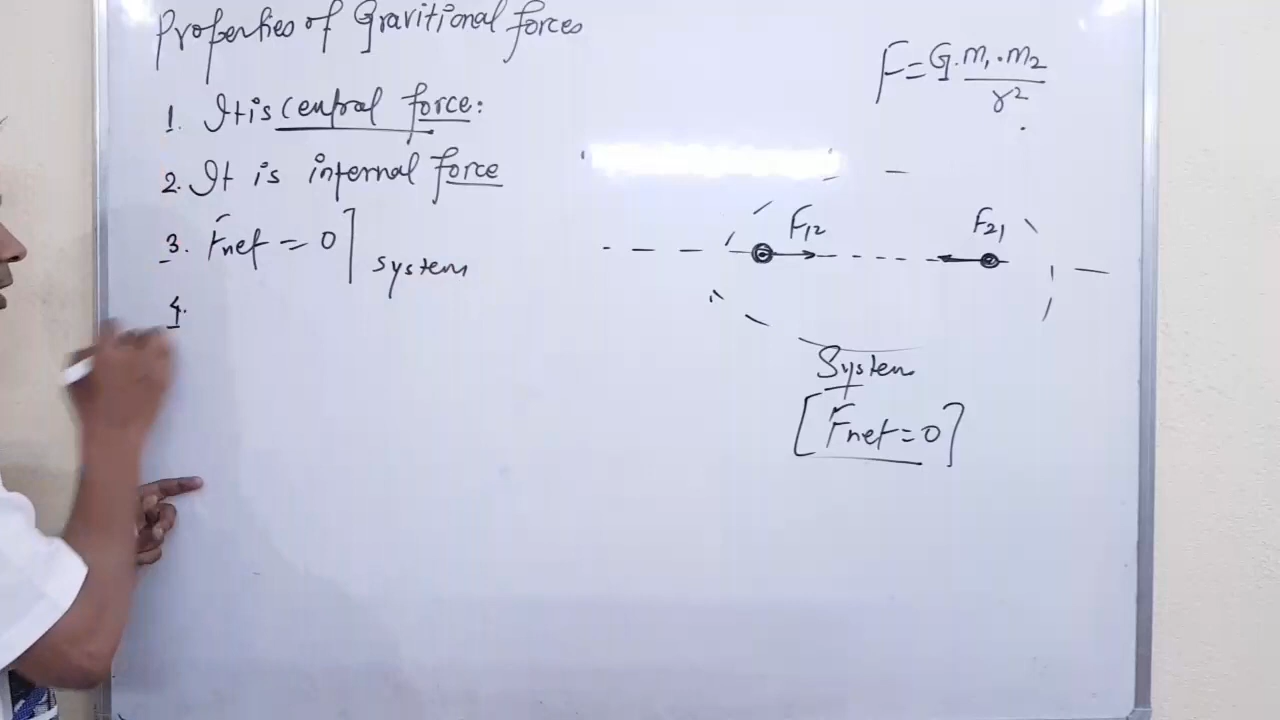 Properties of Gravitional forces
1. It is central force:
2. It is internal force
3. Fnet = 0] system
4.
F = G.m₁.m₂
r²
F₁₂
F₂₁
System
[Fnet = 0]